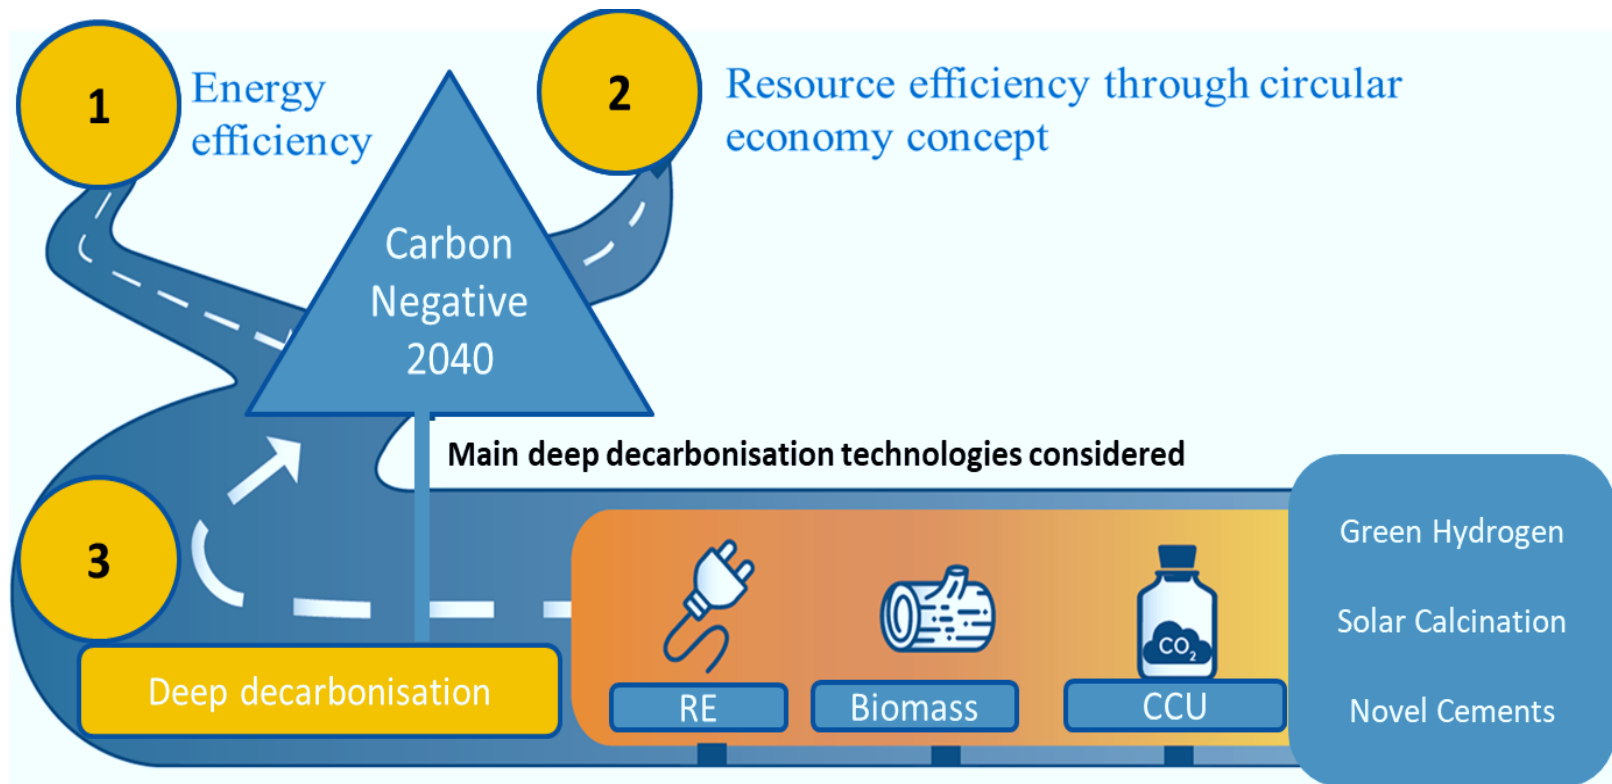 1
Energy
efficiency
2
Resource efficiency through circular
economy concept
Carbon
Negative
2040
Main deep decarbonisation technologies considered
3
Deep decarbonisation
RE
Biomass
CO₂
CCU
Green Hydrogen
Solar Calcination
Novel Cements